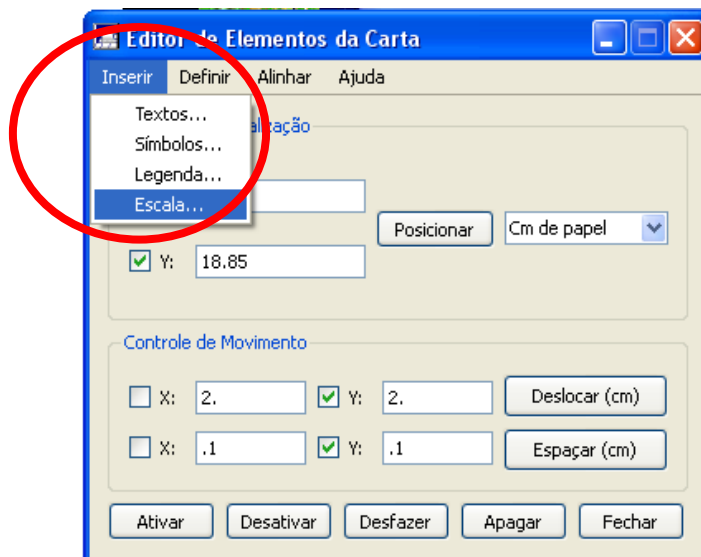 Editor de Elementos da Carta
Inserir Definir Alinhar Ajuda
Textos...
Símbolos...
Legenda...
Escala...
Posicionar Cm de papel
Y: 18.85
Controle de Movimento
X: 2. Y: 2. Deslocar (cm)
X: .1 Y: .1 Espaçar (cm)
Ativar Desativar Desfazer Apagar Fechar